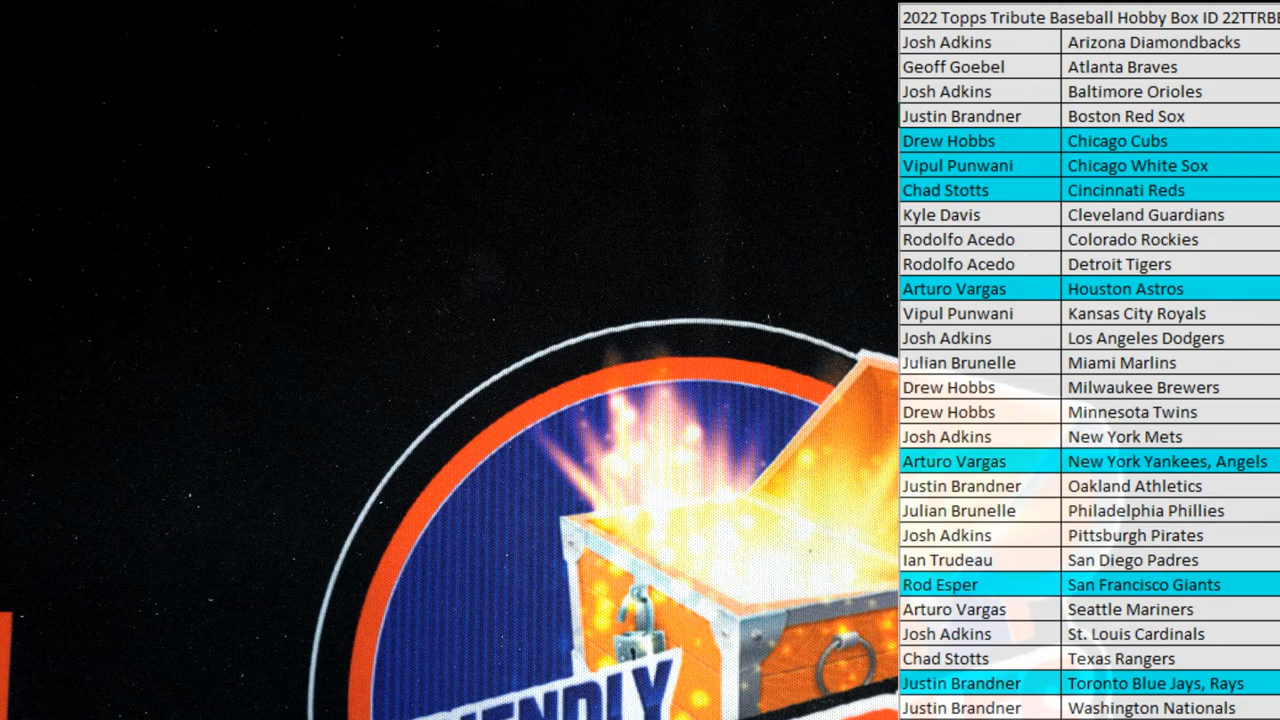 2022 Topps Tribute Baseball Hobby Box ID 22TTRB
Josh Adkins Arizona Diamondbacks
Geoff Goebel Atlanta Braves
Josh Adkins Baltimore Orioles
Justin Brandner Boston Red Sox
Drew Hobbs Chicago Cubs
Vipul Punwani Chicago White Sox
Chad Stotts Cincinnati Reds
Kyle Davis Cleveland Guardians
Rodolfo Acedo Colorado Rockies
Rodolfo Acedo Detroit Tigers
Arturo Vargas Houston Astros
Vipul Punwani Kansas City Royals
Josh Adkins Los Angeles Dodgers
Julian Brunelle Miami Marlins
Drew Hobbs Milwaukee Brewers
Drew Hobbs Minnesota Twins
Josh Adkins New York Mets
Arturo Vargas New York Yankees, Angels
Justin Brandner Oakland Athletics
Julian Brunelle Philadelphia Phillies
Josh Adkins Pittsburgh Pirates
Ian Trudeau San Diego Padres
Rod Esper San Francisco Giants
Arturo Vargas Seattle Mariners
Josh Adkins St. Louis Cardinals
Chad Stotts Texas Rangers
Justin Brandner Toronto Blue Jays, Rays
Justin Brandner Washington Nationals